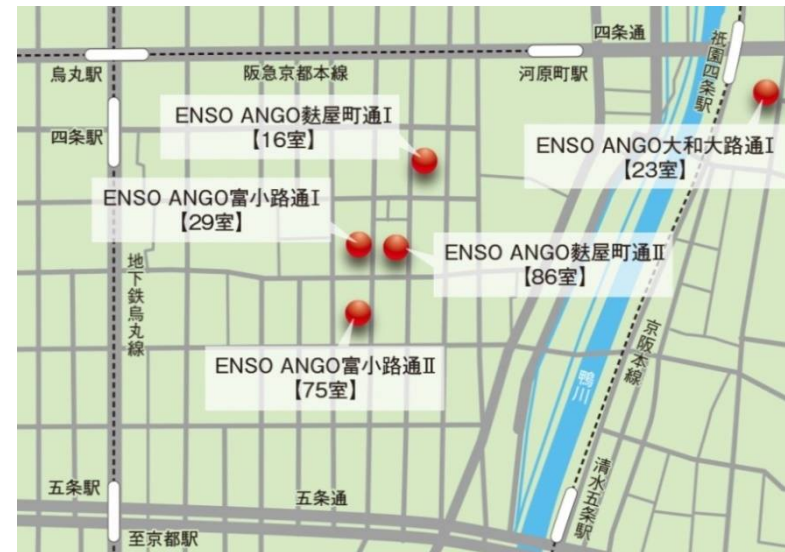 四条通
烏丸駅
阪急京都本線
河原町駅
祇園四条駅
四条駅
ENSO ANGO麩屋町通Ⅰ
【16室】
ENSO ANGO大和大路通Ⅰ
【23室】
ENSO ANGO富小路通Ⅰ
【29室】
ENSO ANGO麩屋町通Ⅱ
【86室】
地下鉄烏丸線
ENSO ANGO富小路通Ⅱ
【75室】
京阪本線
鴨川
五条駅
五条通
清水五条駅
至京都駅